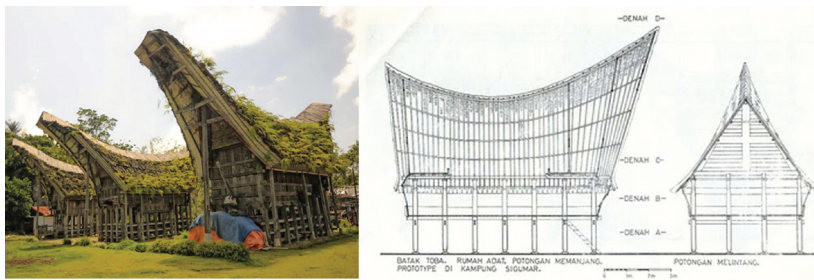 -DENAH D-
-DENAH C-
-DENAH B-
-DENAH A-
BATAK TOBA. RUMAH ADAT, POTONGAN MEMANJANG.
PROTOTYPE DI KAMPUNG SIGUMAR.
POTONGAN MELINTANG.